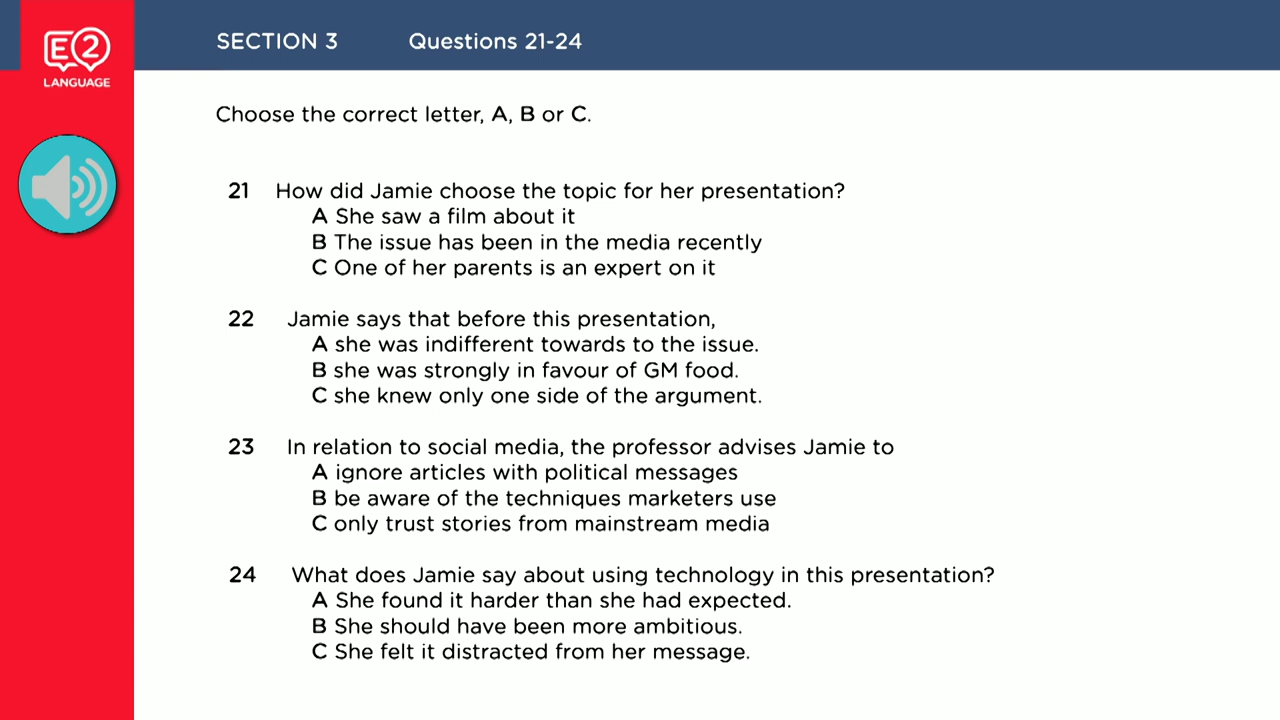 E2
LANGUAGE
SECTION 3 Questions 21-24
Choose the correct letter, A, B or C.
21 How did Jamie choose the topic for her presentation?
A She saw a film about it
B The issue has been in the media recently
C One of her parents is an expert on it
22 Jamie says that before this presentation,
A she was indifferent towards to the issue.
B she was strongly in favour of GM food.
C she knew only one side of the argument.
23 In relation to social media, the professor advises Jamie to
A ignore articles with political messages
B be aware of the techniques marketers use
C only trust stories from mainstream media
24 What does Jamie say about using technology in this presentation?
A She found it harder than she had expected.
B She should have been more ambitious.
C She felt it distracted from her message.